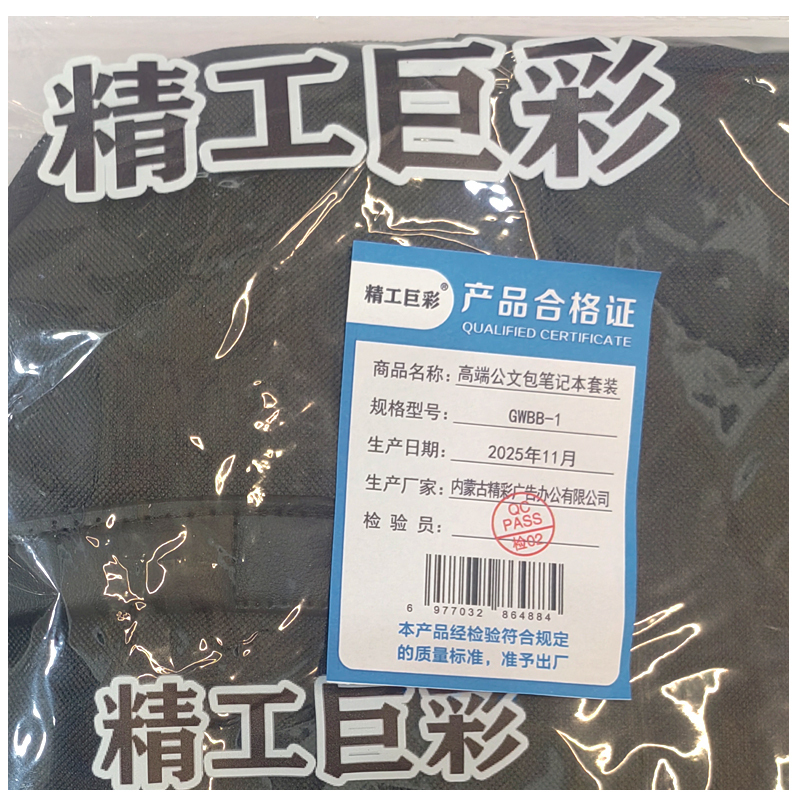 精工巨彩
精工巨彩®
产品合格证
QUALIFIED CERTIFICATE
商品名称：高端公文包笔记本套装
规格型号：GWBB-1
生产日期：2025年11月
生产厂家：内蒙古精彩广告办公有限公司
检 验 员：
QC
PASS
检02
6 977032 864884
本产品经检验符合规定
的质量标准，准予出厂
精工巨彩